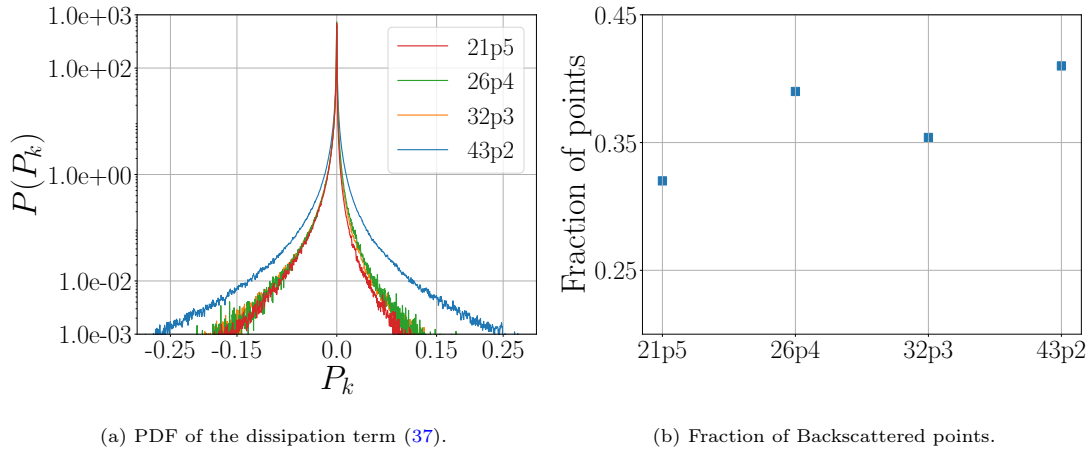 1.0e+03
1.0e+02
1.0e+00
1.0e-02
1.0e-03
P(P_k)
-0.25 -0.15 0.0 0.15 0.25
P_k
21p5
26p4
32p3
43p2
(a) PDF of the dissipation term (37).
0.45
0.35
0.25
Fraction of points
21p5 26p4 32p3 43p2
(b) Fraction of Backscattered points.